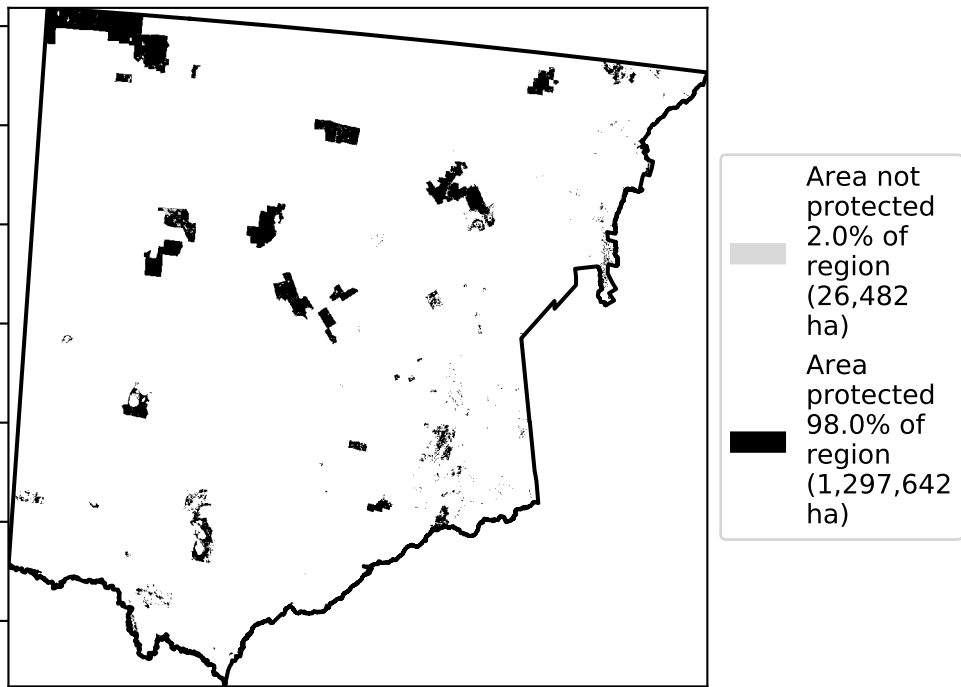 Area not
protected
2.0% of
region
(26,482
ha)
Area
protected
98.0% of
region
(1,297,642
ha)